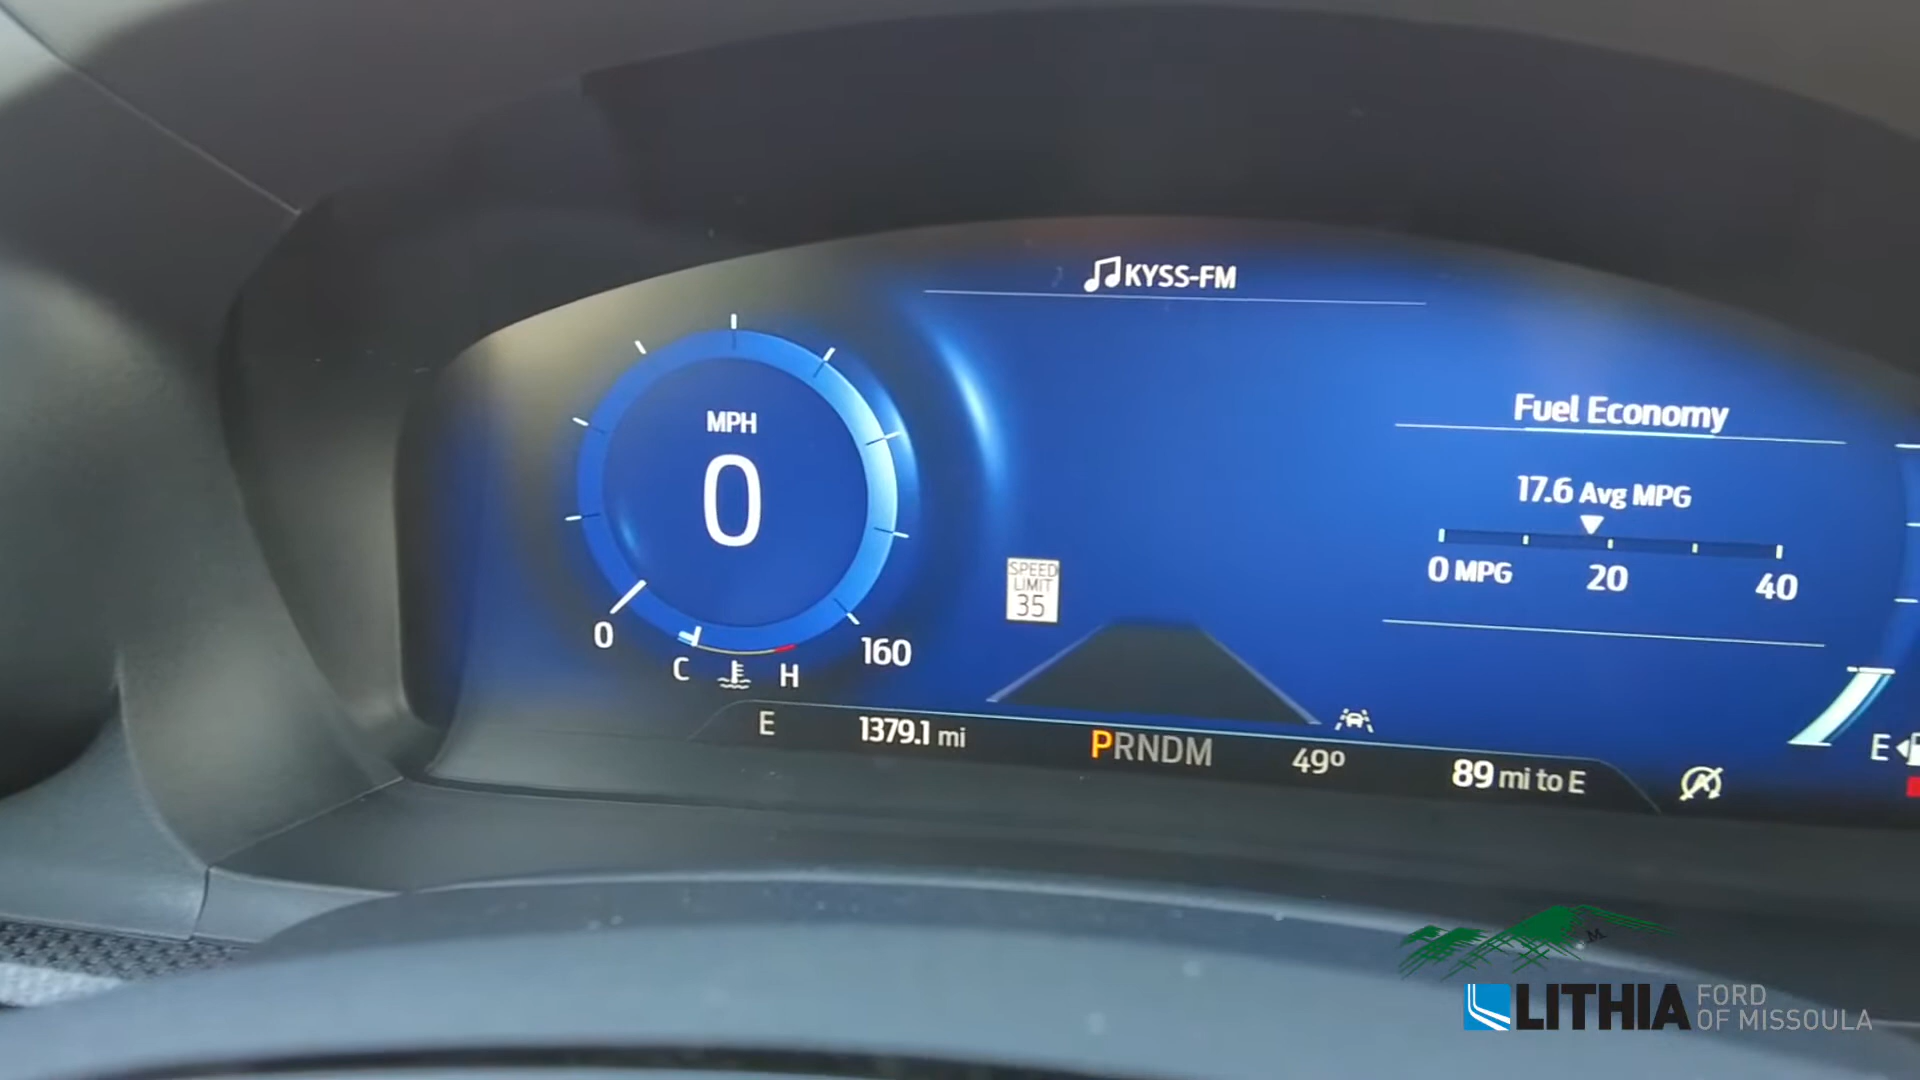 KYSS-FM
MPH
0
0
160
C
H
SPEED
LIMIT
35
Fuel Economy
17.6 Avg MPG
0 MPG
20
40
E
1379.1 mi
PRNDM
49º
89 mi to E
E
M
LITHIA
FORD
OF MISSOULA